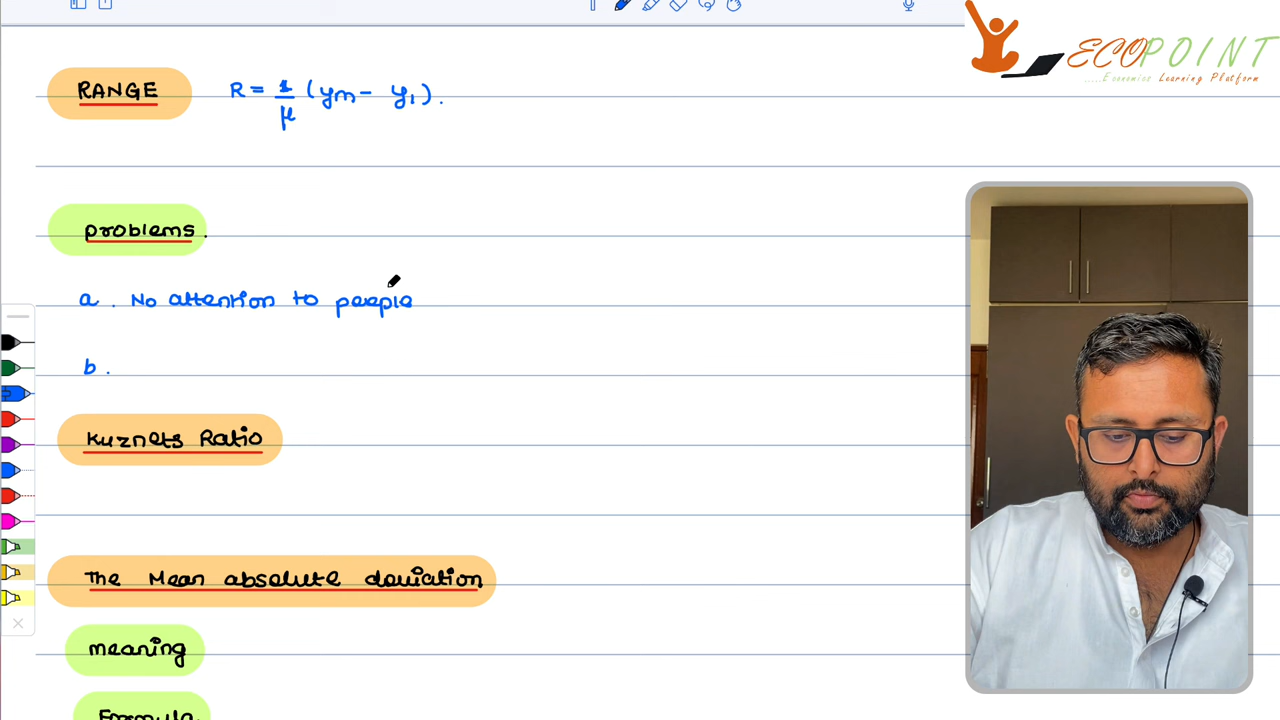 ECOPOINT
.....Economics Learning Platform
RANGE R = 1/μ (ym - y1).
problems.
a. No attention to people
b.
Kuznets Ratio
The Mean absolute deviation
meaning
Formula